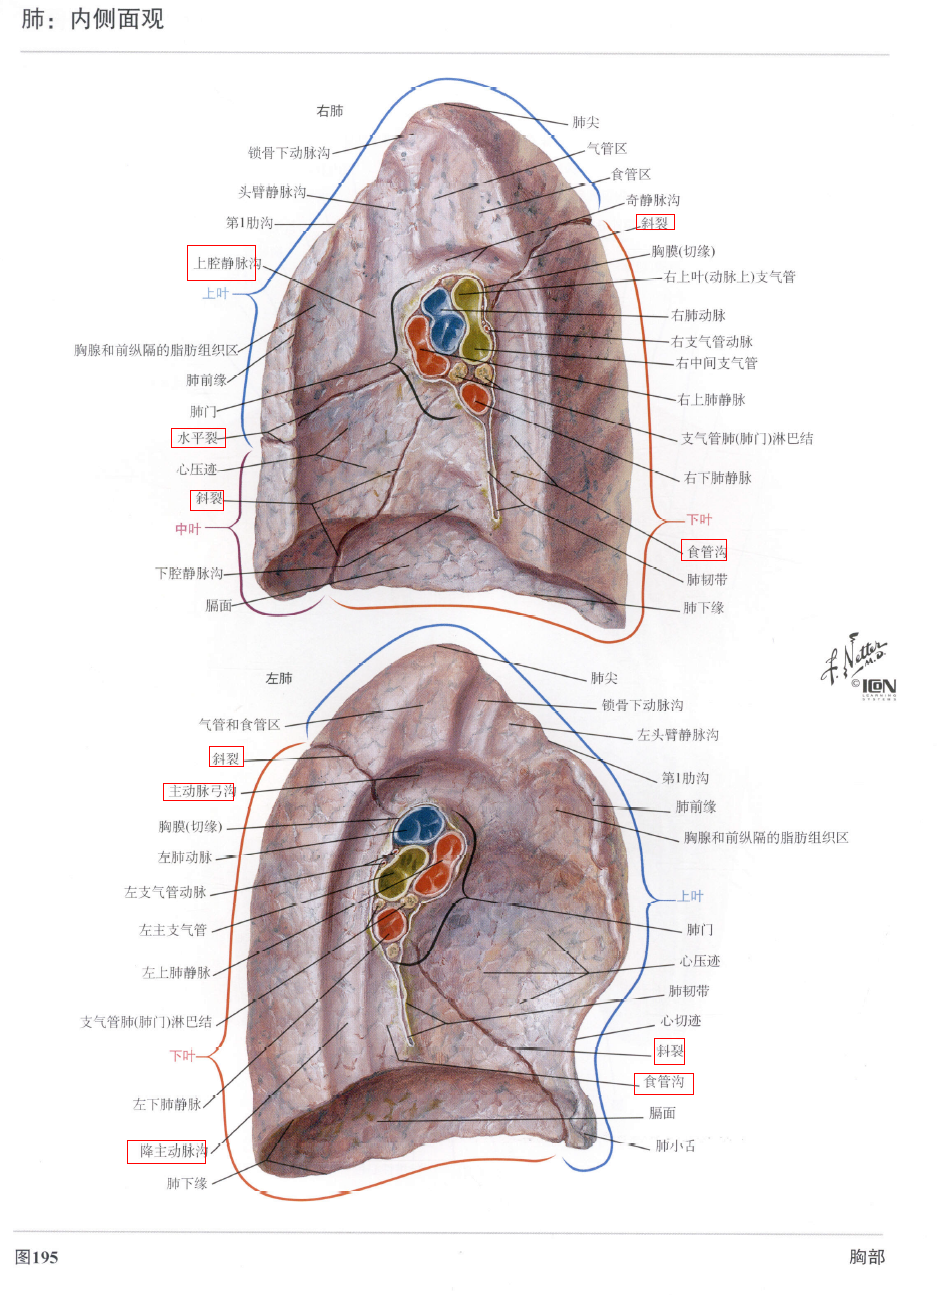 肺：内侧面观
右肺
肺尖
锁骨下动脉沟
气管区
食管区
头臂静脉沟
奇静脉沟
第1肋沟
斜裂
胸膜(切缘)
上腔静脉沟
右上叶(动脉上)支气管
上叶
右肺动脉
右支气管动脉
胸腺和前纵隔的脂肪组织区
右中间支气管
肺前缘
右上肺静脉
肺门
水平裂
支气管肺(肺门)淋巴结
心压迹
右下肺静脉
斜裂
下叶
中叶
食管沟
下腔静脉沟
肺韧带
膈面
肺下缘
F. Netter M.D.
© ICON
LEARNING SYSTEMS
左肺
肺尖
锁骨下动脉沟
气管和食管区
左头臂静脉沟
斜裂
第1肋沟
主动脉弓沟
肺前缘
胸膜(切缘)
胸腺和前纵隔的脂肪组织区
左肺动脉
左支气管动脉
上叶
左主支气管
肺门
心压迹
左上肺静脉
肺韧带
支气管肺(肺门)淋巴结
心切迹
下叶
斜裂
食管沟
左下肺静脉
膈面
降主动脉沟
肺小舌
肺下缘
图195
胸部